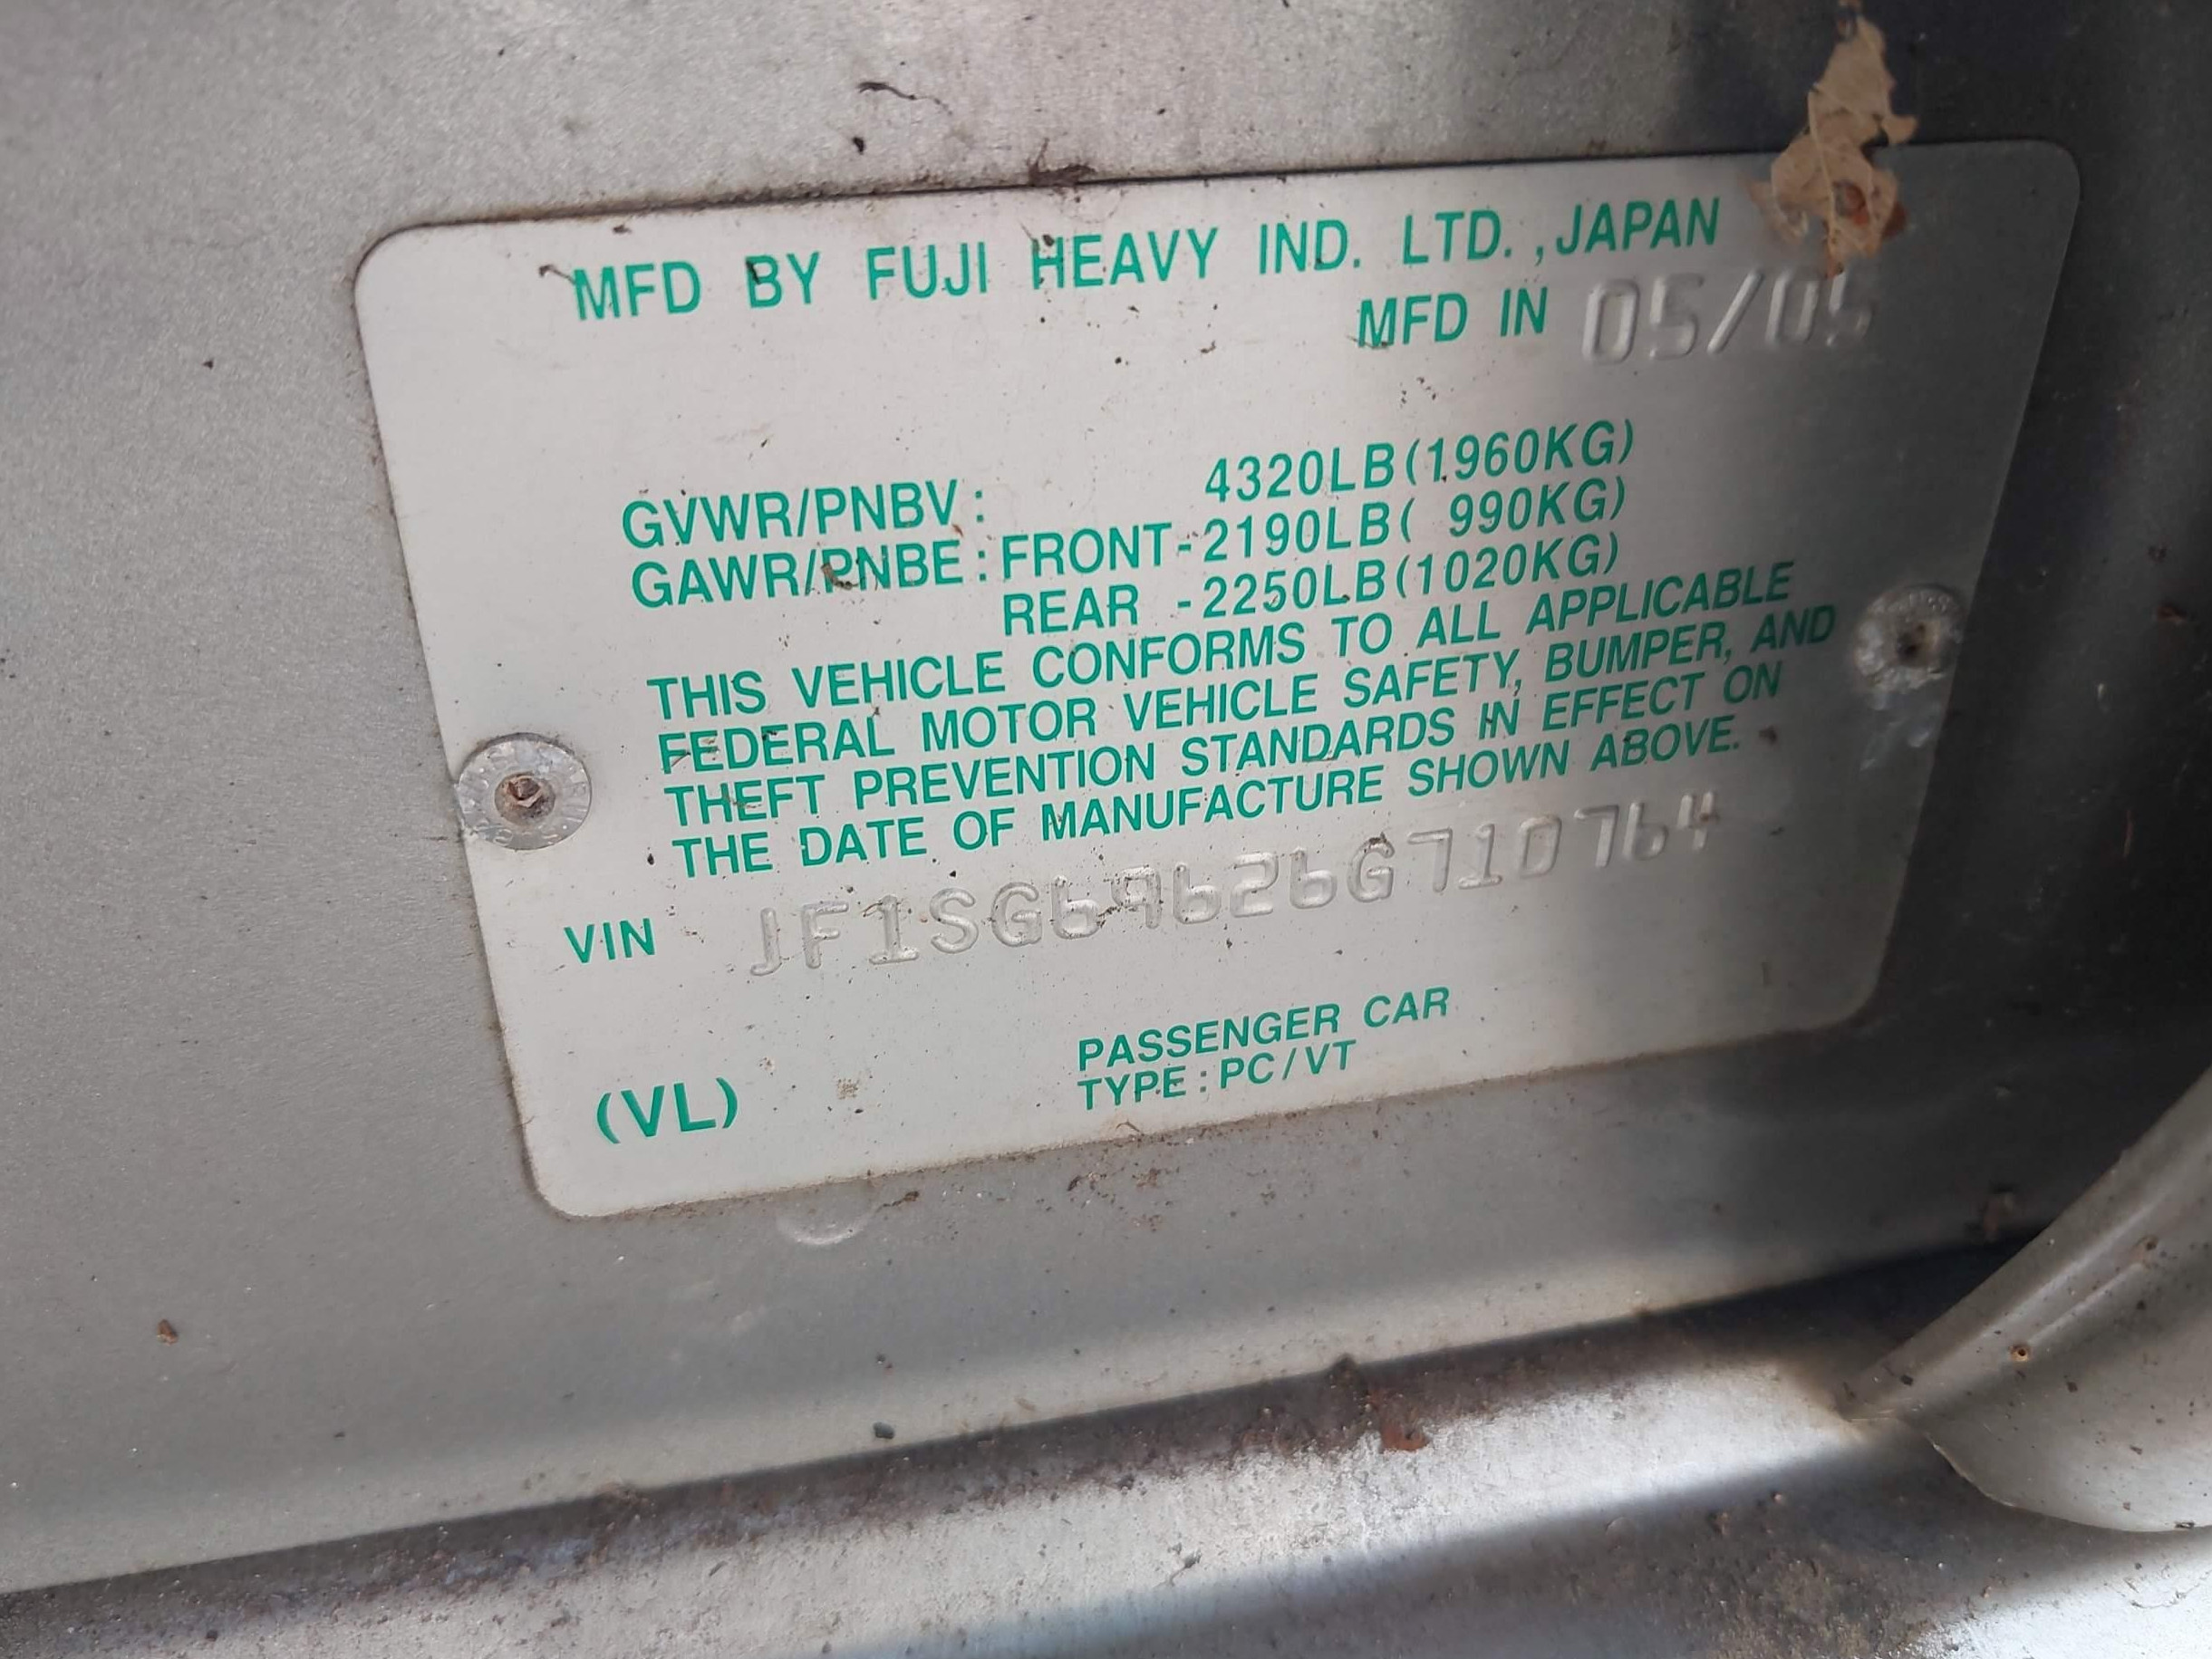 MFD BY FUJI HEAVY IND. LTD. ,JAPAN
MFD IN 05/05
GVWR/PNBV : 4320LB(1960KG)
GAWR/PNBE : FRONT-2190LB( 990KG)
REAR -2250LB(1020KG)
THIS VEHICLE CONFORMS TO ALL APPLICABLE
FEDERAL MOTOR VEHICLE SAFETY, BUMPER, AND
THEFT PREVENTION STANDARDS IN EFFECT ON
THE DATE OF MANUFACTURE SHOWN ABOVE.
VIN JF1SG69626G710764
PASSENGER CAR
(VL) TYPE : PC/VT